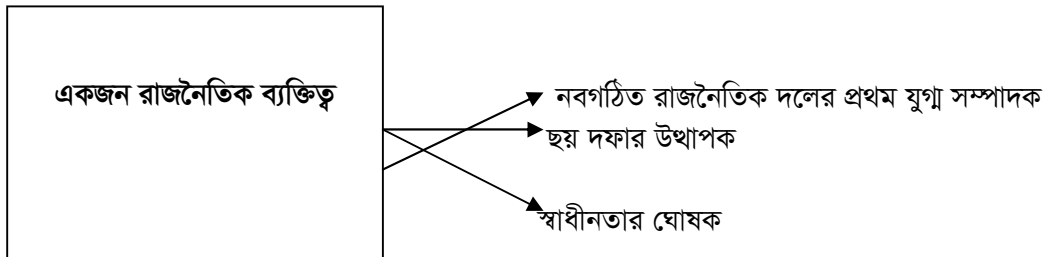 একজন রাজনৈতিক ব্যক্তিত্ব
নবগঠিত রাজনৈতিক দলের প্রথম যুগ্ম সম্পাদক
ছয় দফার উত্থাপক
স্বাধীনতার ঘোষক